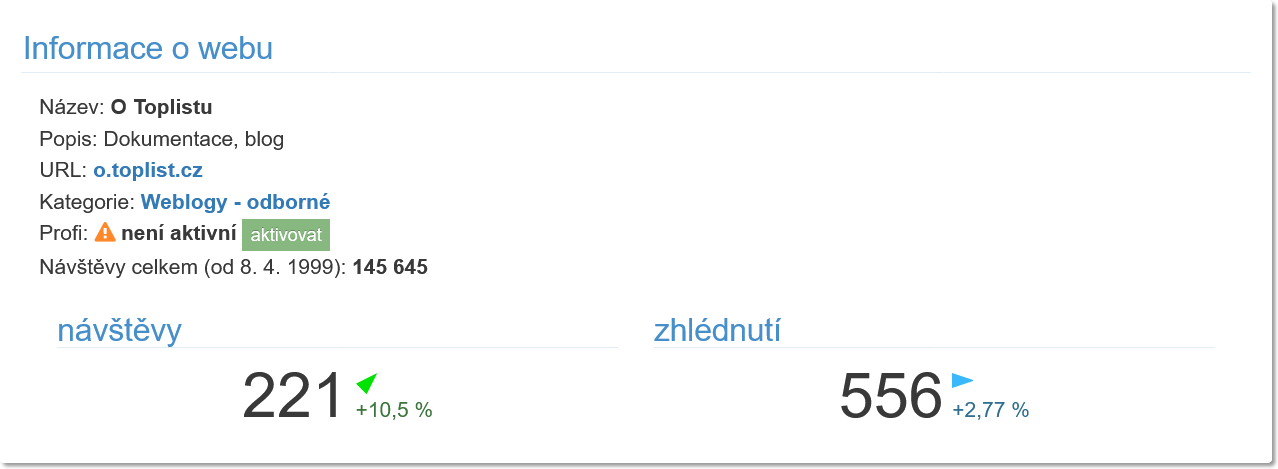 Informace o webu
Název: O Toplistu
Popis: Dokumentace, blog
URL: o.toplist.cz
Kategorie: Weblogy - odborné
Profi: není aktivní aktivovat
Návštěvy celkem (od 8. 4. 1999): 145 645
návštěvy
221 +10,5 %
zhlédnutí
556 +2,77 %